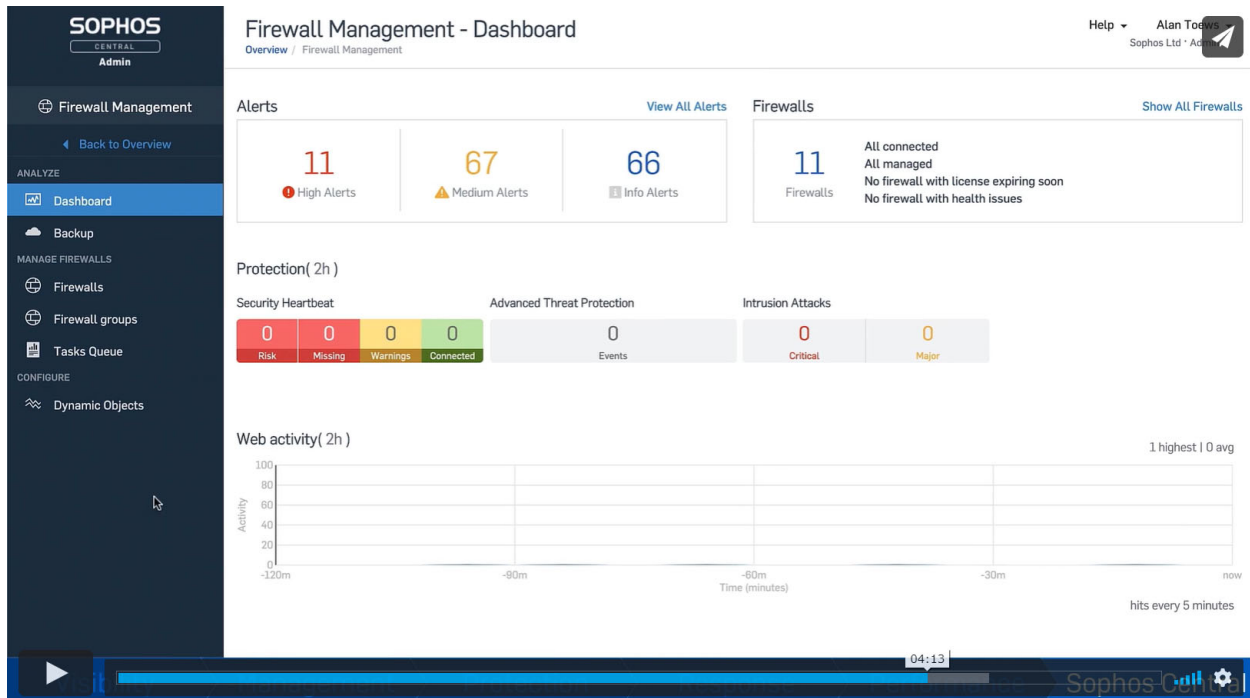 SOPHOS
CENTRAL
Admin
Firewall Management
Back to Overview
ANALYZE
Dashboard
Backup
MANAGE FIREWALLS
Firewalls
Firewall groups
Tasks Queue
CONFIGURE
Dynamic Objects
Firewall Management - Dashboard
Overview / Firewall Management
Help
Alan Toews
Sophos Ltd · Admin
Alerts
View All Alerts
11
High Alerts
67
Medium Alerts
66
Info Alerts
Firewalls
Show All Firewalls
11
Firewalls
All connected
All managed
No firewall with license expiring soon
No firewall with health issues
Protection( 2h )
Security Heartbeat
0 0 0 0
Risk Missing Warnings Connected
Advanced Threat Protection
0
Events
Intrusion Attacks
0 0
Critical Major
Web activity( 2h )
1 highest | 0 avg
Activity
100
80
60
40
20
0
-120m -90m -60m -30m now
Time (minutes)
hits every 5 minutes
04:13
Sophos Central